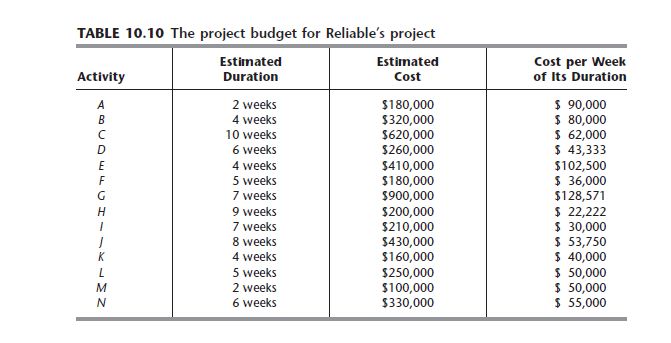 TABLE 10.10 The project budget for Reliable's project
Estimated Estimated Cost per Week
Activity Duration Cost of Its Duration
A 2 weeks $180,000 $ 90,000
B 4 weeks $320,000 $ 80,000
C 10 weeks $620,000 $ 62,000
D 6 weeks $260,000 $ 43,333
E 4 weeks $410,000 $102,500
F 5 weeks $180,000 $ 36,000
G 7 weeks $900,000 $128,571
H 9 weeks $200,000 $ 22,222
I 7 weeks $210,000 $ 30,000
J 8 weeks $430,000 $ 53,750
K 4 weeks $160,000 $ 40,000
L 5 weeks $250,000 $ 50,000
M 2 weeks $100,000 $ 50,000
N 6 weeks $330,000 $ 55,000